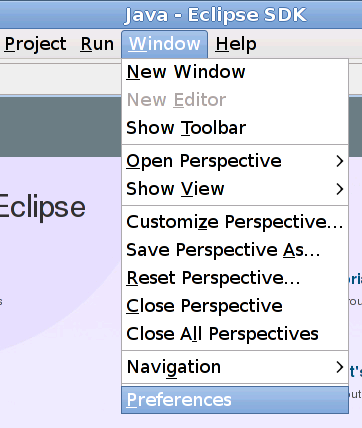 Java - Eclipse SDK
Project Run Window Help
New Window
New Editor
Show Toolbar
Open Perspective
Show View
Eclipse
Customize Perspective...
Save Perspective As...
Reset Perspective...
Close Perspective
Close All Perspectives
Navigation
Preferences